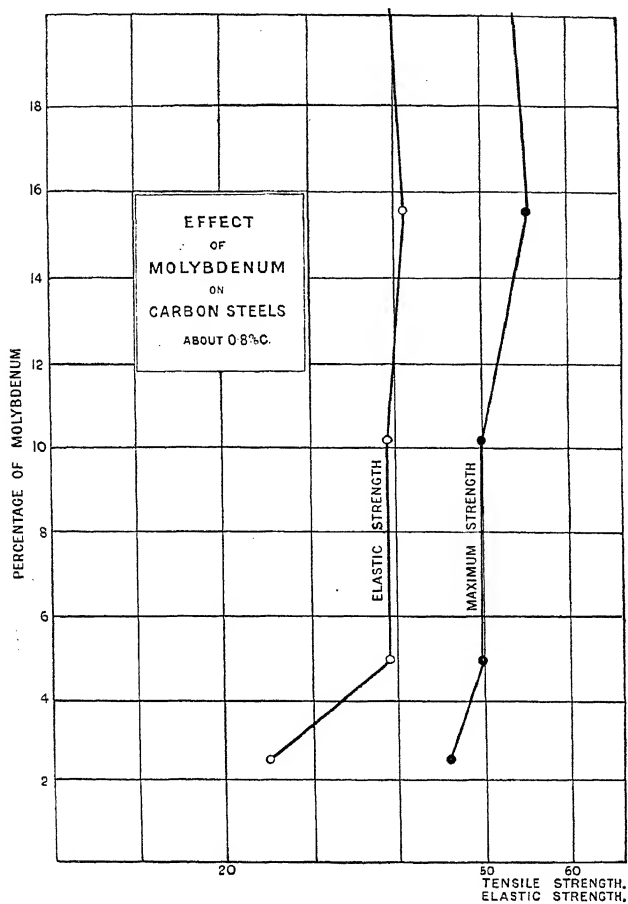 18
16
14
12
10
8
6
4
2
PERCENTAGE OF MOLYBDENUM
EFFECT
OF
MOLYBDENUM
ON
CARBON STEELS
ABOUT 0·8%C.
ELASTIC STRENGTH
MAXIMUM STRENGTH
20
50
60
TENSILE STRENGTH.
ELASTIC STRENGTH.